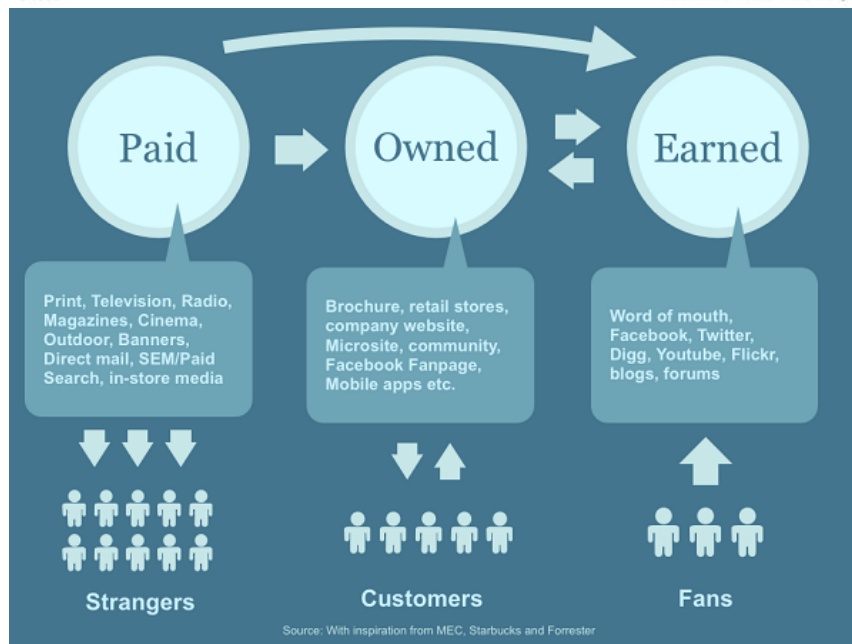 Paid
Owned
Earned
Print, Television, Radio,
Magazines, Cinema,
Outdoor, Banners,
Direct mail, SEM/Paid
Search, in-store media
Brochure, retail stores,
company website,
Microsite, community,
Facebook Fanpage,
Mobile apps etc.
Word of mouth,
Facebook, Twitter,
Digg, Youtube, Flickr,
blogs, forums
Strangers
Customers
Fans
Source: With inspiration from MEC, Starbucks and Forrester